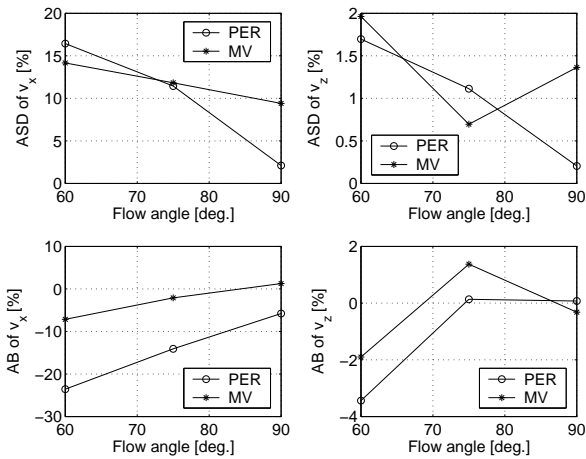 20
15
10
5
0
ASD of v_x [%]
PER
MV
60 70 80 90
Flow angle [deg.]
2
1.5
1
0.5
0
ASD of v_z [%]
PER
MV
60 70 80 90
Flow angle [deg.]
10
0
−10
−20
−30
AB of v_x [%]
PER
MV
60 70 80 90
Flow angle [deg.]
2
0
−2
−4
AB of v_z [%]
PER
MV
60 70 80 90
Flow angle [deg.]